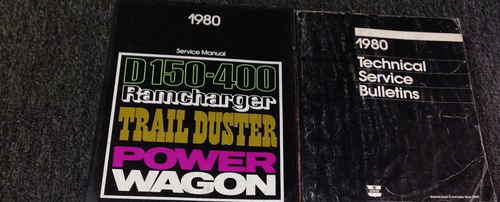 1980
Service Manual
D150-400
Ramcharger
TRAIL DUSTER
POWER
WAGON
1980
Technical
Service
Bulletins